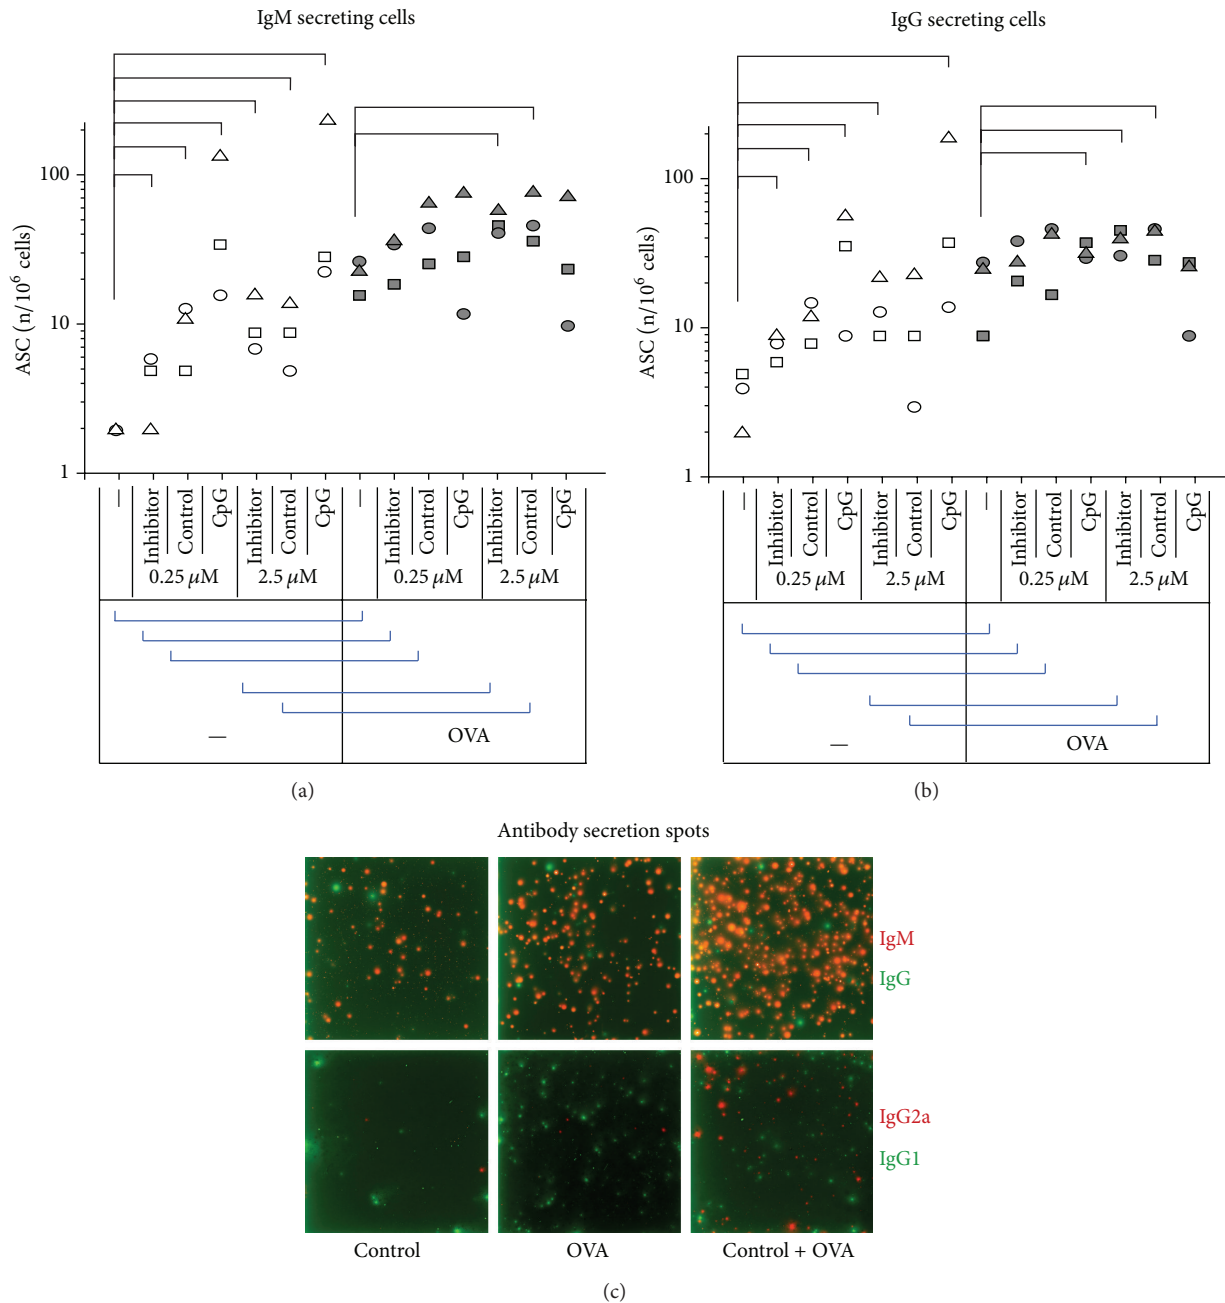 IgM secreting cells
IgG secreting cells
ASC (n/10⁶ cells)
100
10
1
—
Inhibitor
Control
CpG
Inhibitor
Control
CpG
—
Inhibitor
Control
CpG
Inhibitor
Control
CpG
0.25 µM
2.5 µM
0.25 µM
2.5 µM
—
OVA
(a)
ASC (n/10⁶ cells)
100
10
1
—
Inhibitor
Control
CpG
Inhibitor
Control
CpG
—
Inhibitor
Control
CpG
Inhibitor
Control
CpG
0.25 µM
2.5 µM
0.25 µM
2.5 µM
—
OVA
(b)
Antibody secretion spots
IgM
IgG
IgG2a
IgG1
Control
OVA
Control + OVA
(c)